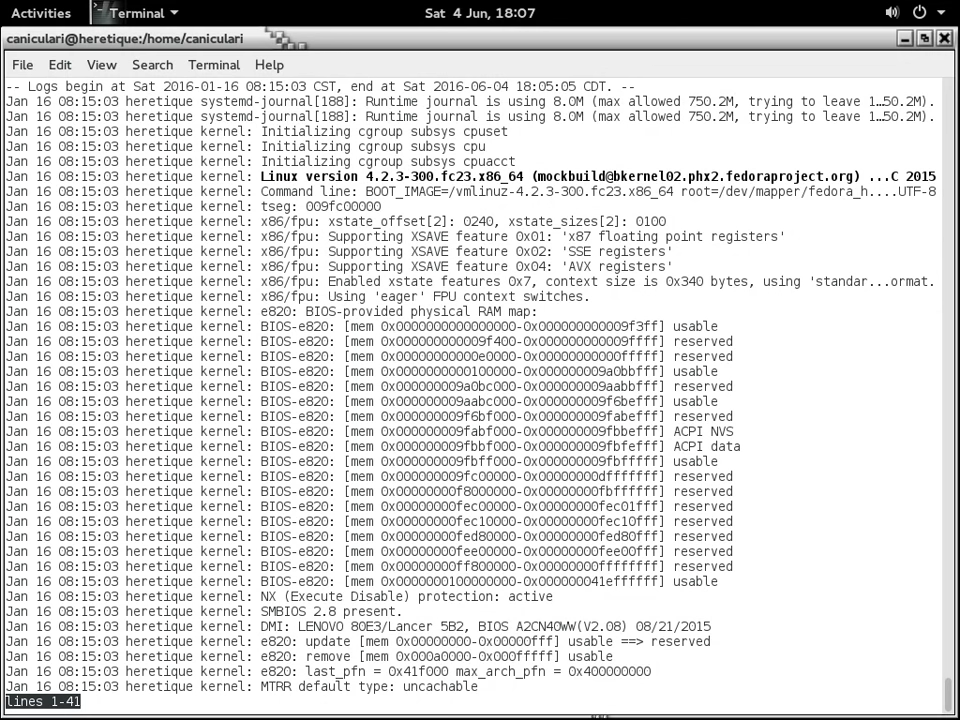 Activities Terminal Sat 4 Jun, 18:07
caniculari@heretique:/home/caniculari
File Edit View Search Terminal Help
-- Logs begin at Sat 2016-01-16 08:15:03 CST, end at Sat 2016-06-04 18:05:05 CDT. --
Jan 16 08:15:03 heretique systemd-journal[188]: Runtime journal is using 8.0M (max allowed 750.2M, trying to leave 1…50.2M).
Jan 16 08:15:03 heretique systemd-journal[188]: Runtime journal is using 8.0M (max allowed 750.2M, trying to leave 1…50.2M).
Jan 16 08:15:03 heretique kernel: Initializing cgroup subsys cpuset
Jan 16 08:15:03 heretique kernel: Initializing cgroup subsys cpu
Jan 16 08:15:03 heretique kernel: Initializing cgroup subsys cpuacct
Jan 16 08:15:03 heretique kernel: Linux version 4.2.3-300.fc23.x86_64 (mockbuild@bkernel02.phx2.fedoraproject.org) ...C 2015
Jan 16 08:15:03 heretique kernel: Command line: BOOT_IMAGE=/vmlinuz-4.2.3-300.fc23.x86_64 root=/dev/mapper/fedora_h....UTF-8
Jan 16 08:15:03 heretique kernel: tseg: 009fc00000
Jan 16 08:15:03 heretique kernel: x86/fpu: xstate_offset[2]: 0240, xstate_sizes[2]: 0100
Jan 16 08:15:03 heretique kernel: x86/fpu: Supporting XSAVE feature 0x01: 'x87 floating point registers'
Jan 16 08:15:03 heretique kernel: x86/fpu: Supporting XSAVE feature 0x02: 'SSE registers'
Jan 16 08:15:03 heretique kernel: x86/fpu: Supporting XSAVE feature 0x04: 'AVX registers'
Jan 16 08:15:03 heretique kernel: x86/fpu: Enabled xstate features 0x7, context size is 0x340 bytes, using 'standar...ormat.
Jan 16 08:15:03 heretique kernel: x86/fpu: Using 'eager' FPU context switches.
Jan 16 08:15:03 heretique kernel: e820: BIOS-provided physical RAM map:
Jan 16 08:15:03 heretique kernel: BIOS-e820: [mem 0x0000000000000000-0x000000000009f3ff] usable
Jan 16 08:15:03 heretique kernel: BIOS-e820: [mem 0x000000000009f400-0x000000000009ffff] reserved
Jan 16 08:15:03 heretique kernel: BIOS-e820: [mem 0x00000000000e0000-0x00000000000fffff] reserved
Jan 16 08:15:03 heretique kernel: BIOS-e820: [mem 0x0000000000100000-0x000000009a0bbfff] usable
Jan 16 08:15:03 heretique kernel: BIOS-e820: [mem 0x000000009a0bc000-0x000000009aabbfff] reserved
Jan 16 08:15:03 heretique kernel: BIOS-e820: [mem 0x000000009aabc000-0x000000009f6befff] usable
Jan 16 08:15:03 heretique kernel: BIOS-e820: [mem 0x000000009f6bf000-0x000000009fabefff] reserved
Jan 16 08:15:03 heretique kernel: BIOS-e820: [mem 0x000000009fabf000-0x000000009fbbefff] ACPI NVS
Jan 16 08:15:03 heretique kernel: BIOS-e820: [mem 0x000000009fbbf000-0x000000009fbfefff] ACPI data
Jan 16 08:15:03 heretique kernel: BIOS-e820: [mem 0x000000009fbff000-0x000000009fbfffff] usable
Jan 16 08:15:03 heretique kernel: BIOS-e820: [mem 0x000000009fc00000-0x00000000dfffffff] reserved
Jan 16 08:15:03 heretique kernel: BIOS-e820: [mem 0x00000000f8000000-0x00000000fbffffff] reserved
Jan 16 08:15:03 heretique kernel: BIOS-e820: [mem 0x00000000fec00000-0x00000000fec01fff] reserved
Jan 16 08:15:03 heretique kernel: BIOS-e820: [mem 0x00000000fec10000-0x00000000fec10fff] reserved
Jan 16 08:15:03 heretique kernel: BIOS-e820: [mem 0x00000000fed80000-0x00000000fed80fff] reserved
Jan 16 08:15:03 heretique kernel: BIOS-e820: [mem 0x00000000fee00000-0x00000000fee00fff] reserved
Jan 16 08:15:03 heretique kernel: BIOS-e820: [mem 0x00000000ff800000-0x00000000ffffffff] reserved
Jan 16 08:15:03 heretique kernel: BIOS-e820: [mem 0x0000000100000000-0x000000041effffff] usable
Jan 16 08:15:03 heretique kernel: NX (Execute Disable) protection: active
Jan 16 08:15:03 heretique kernel: SMBIOS 2.8 present.
Jan 16 08:15:03 heretique kernel: DMI: LENOVO 80E3/Lancer 5B2, BIOS A2CN40WW(V2.08) 08/21/2015
Jan 16 08:15:03 heretique kernel: e820: update [mem 0x00000000-0x00000fff] usable ==> reserved
Jan 16 08:15:03 heretique kernel: e820: remove [mem 0x000a0000-0x000fffff] usable
Jan 16 08:15:03 heretique kernel: e820: last_pfn = 0x41f000 max_arch_pfn = 0x400000000
Jan 16 08:15:03 heretique kernel: MTRR default type: uncachable
lines 1-41